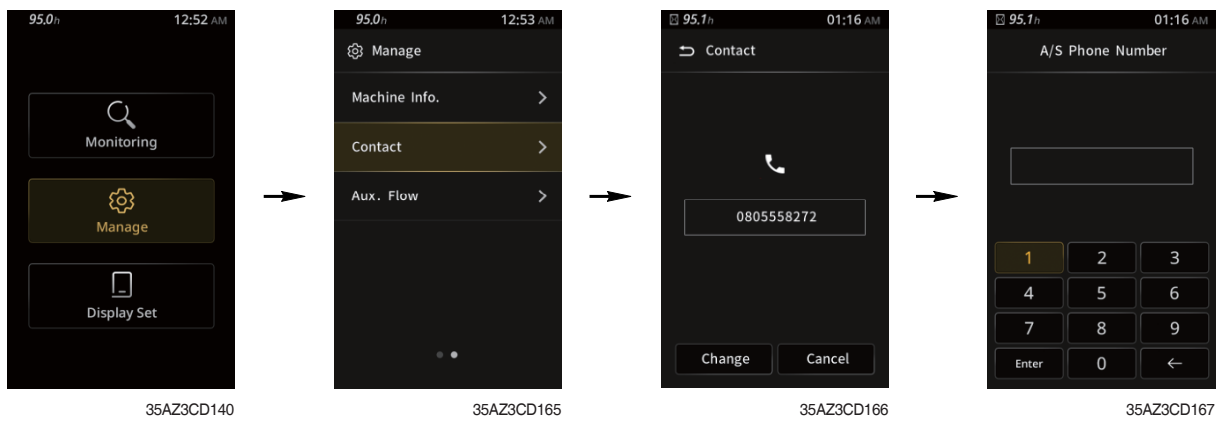 95.0h 12:52 AM
Monitoring
Manage
Display Set
35AZ3CD140
95.0h 12:53 AM
Manage
Machine Info.
Contact
Aux. Flow
35AZ3CD165
95.1h 01:16 AM
Contact
0805558272
Change Cancel
35AZ3CD166
95.1h 01:16 AM
A/S Phone Number
1 2 3
4 5 6
7 8 9
Enter 0 ←
35AZ3CD167